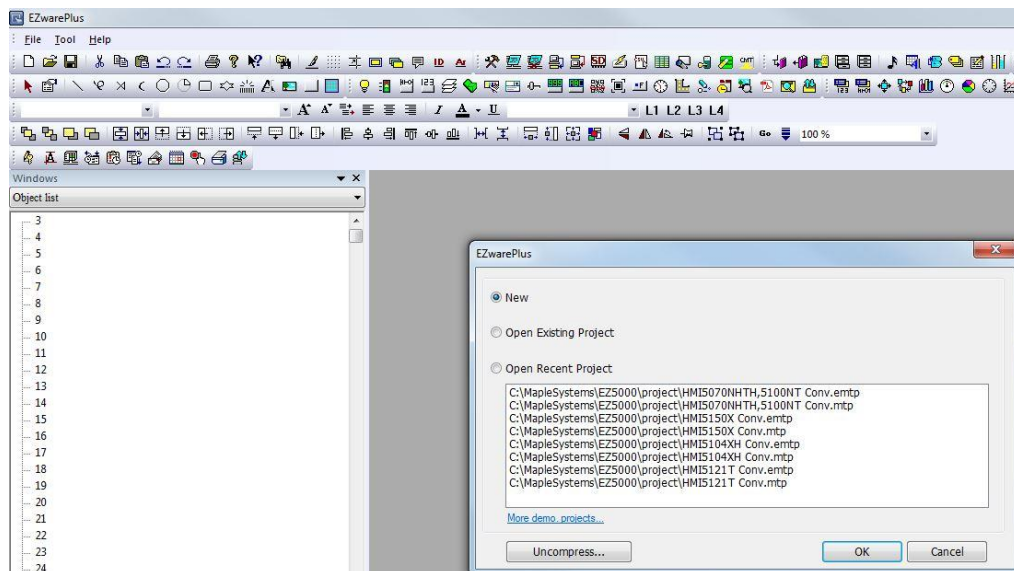 EZwarePlus
File Tool Help
L1 L2 L3 L4
Go 100 %
Windows
Object list
3
4
5
6
7
8
9
10
11
12
13
14
15
16
17
18
19
20
21
22
23
24
EZwarePlus
New
Open Existing Project
Open Recent Project
C:\MapleSystems\EZ5000\project\HMI5070NHTH,5100NT Conv.emtp
C:\MapleSystems\EZ5000\project\HMI5070NHTH,5100NT Conv.mtp
C:\MapleSystems\EZ5000\project\HMI5150X Conv.emtp
C:\MapleSystems\EZ5000\project\HMI5150X Conv.mtp
C:\MapleSystems\EZ5000\project\HMI5104XH Conv.emtp
C:\MapleSystems\EZ5000\project\HMI5104XH Conv.mtp
C:\MapleSystems\EZ5000\project\HMI5121T Conv.emtp
C:\MapleSystems\EZ5000\project\HMI5121T Conv.mtp
More demo. projects...
Uncompress... OK Cancel